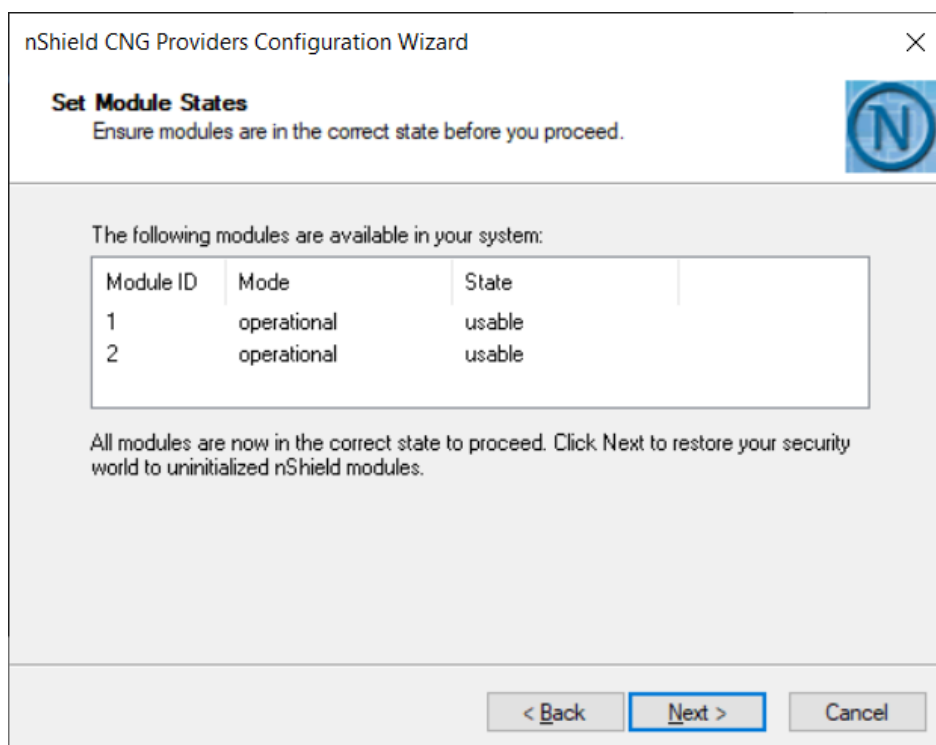 nShield CNG Providers Configuration Wizard
Set Module States
Ensure modules are in the correct state before you proceed.
N
The following modules are available in your system:
Module ID Mode State
1 operational usable
2 operational usable
All modules are now in the correct state to proceed. Click Next to restore your security
world to uninitialized nShield modules.
< Back Next > Cancel